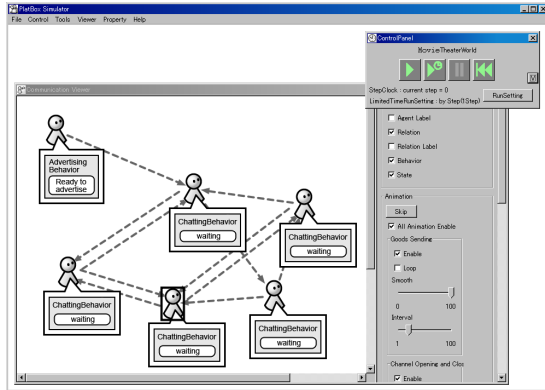 PlatBox Simulator
File Control Tools Viewer Property Help
ControlPanel
MovieTheaterWorld
M
StepClock : current step = 0
LimitedTimeRunSetting : by Step(1Step)
RunSetting
Communication Viewer
Advertising
Behavior
Ready to
advertise
ChattingBehavior
waiting
ChattingBehavior
waiting
ChattingBehavior
waiting
ChattingBehavior
waiting
ChattingBehavior
waiting
Agent Label
Relation
Relation Label
Behavior
State
Animation
Skip
All Animation Enable
Goods Sending
Enable
Loop
Smooth
0 100
Interval
1 100
Channel Opening and Clos
Enable